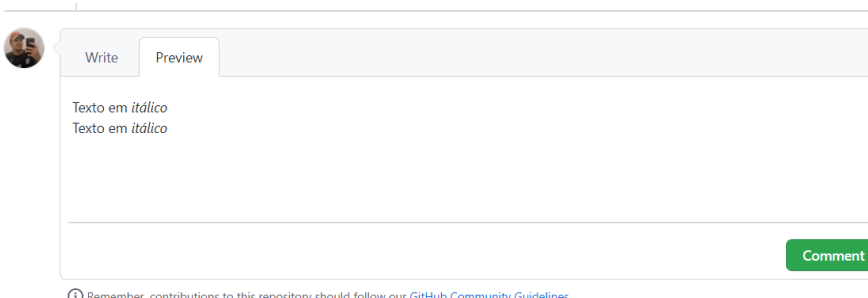 Write Preview
Texto em itálico
Texto em itálico
Comment
Remember, contributions to this repository should follow our GitHub Community Guidelines